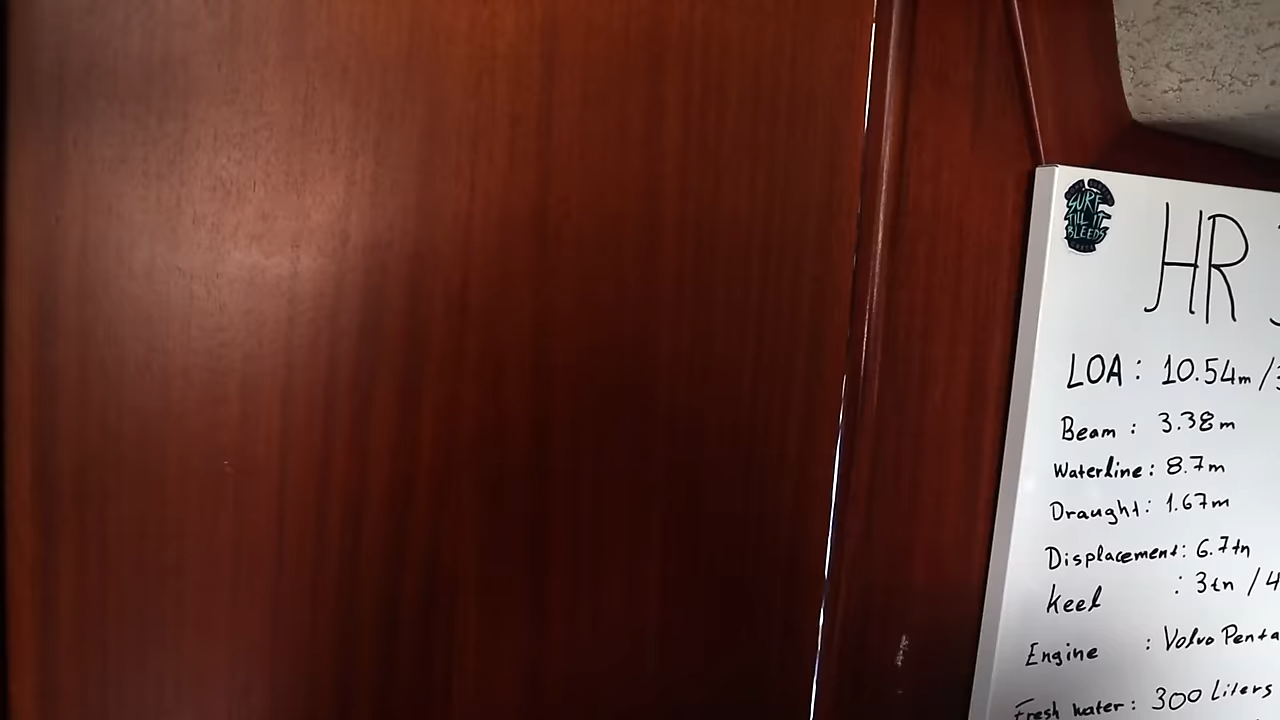 SURF
TILL IT
BLEEDS
HR
LOA: 10.54m /
Beam: 3.38m
Waterline: 8.7m
Draught: 1.67m
Displacement: 6.7tn
Keel : 3tn / 4
Engine : Volvo Penta
Fresh water: 300 Liters